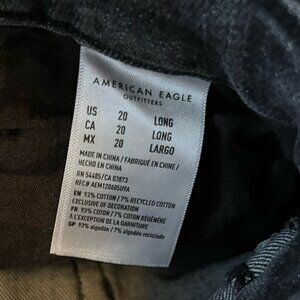 AMERICAN EAGLE
OUTFITTERS
US 20 LONG
CA 20 LONG
MX 20 LARGO
MADE IN CHINA / FABRIQUÉ EN CHINE /
HECHO EN CHINA
RN 54485/CA 03873
RFC# AEM120605UYA
EN 93% COTTON / 7% RECYCLED COTTON
EXCLUSIVE OF DECORATION
FR 93% COTON / 7% COTON RÉGÉNÉRÉ
À L'EXCEPTION DE LA GARNITURE
SP 93% algodón / 7% algodón reciclado